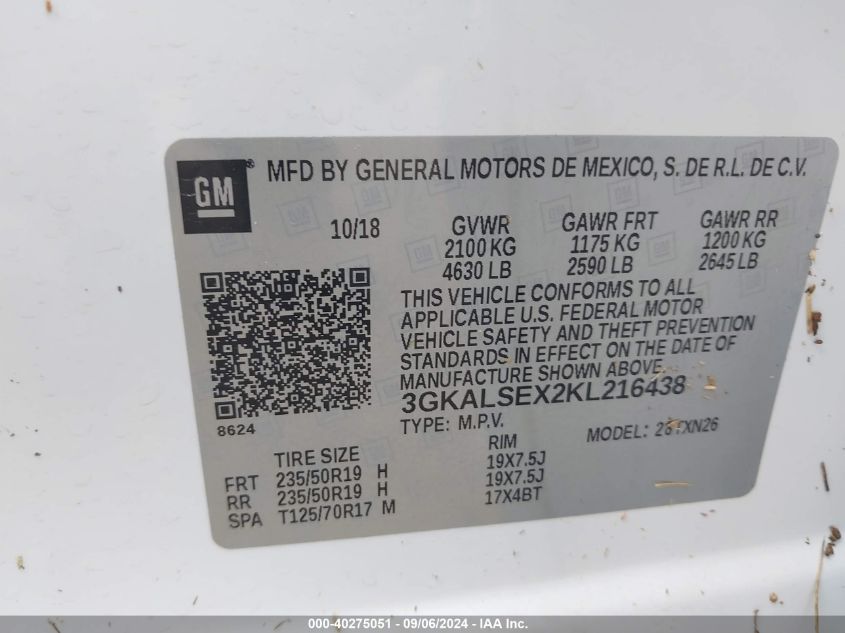 GM ® MFD BY GENERAL MOTORS DE MEXICO, S. DE R.L. DE C.V.
10/18 GVWR GAWR FRT GAWR RR
2100 KG 1175 KG 1200 KG
4630 LB 2590 LB 2645 LB
THIS VEHICLE CONFORMS TO ALL
APPLICABLE U.S. FEDERAL MOTOR
VEHICLE SAFETY AND THEFT PREVENTION
STANDARDS IN EFFECT ON THE DATE OF
MANUFACTURE SHOWN ABOVE.
3GKALSEX2KL216438
8624
TYPE: M.P.V. MODEL:
TIRE SIZE RIM
FRT 235/50R19 H 19X7.5J
RR 235/50R19 H 19X7.5J
SPA T125/70R17 M 17X4BT
000-40275051 - 09/06/2024 - IAA Inc.